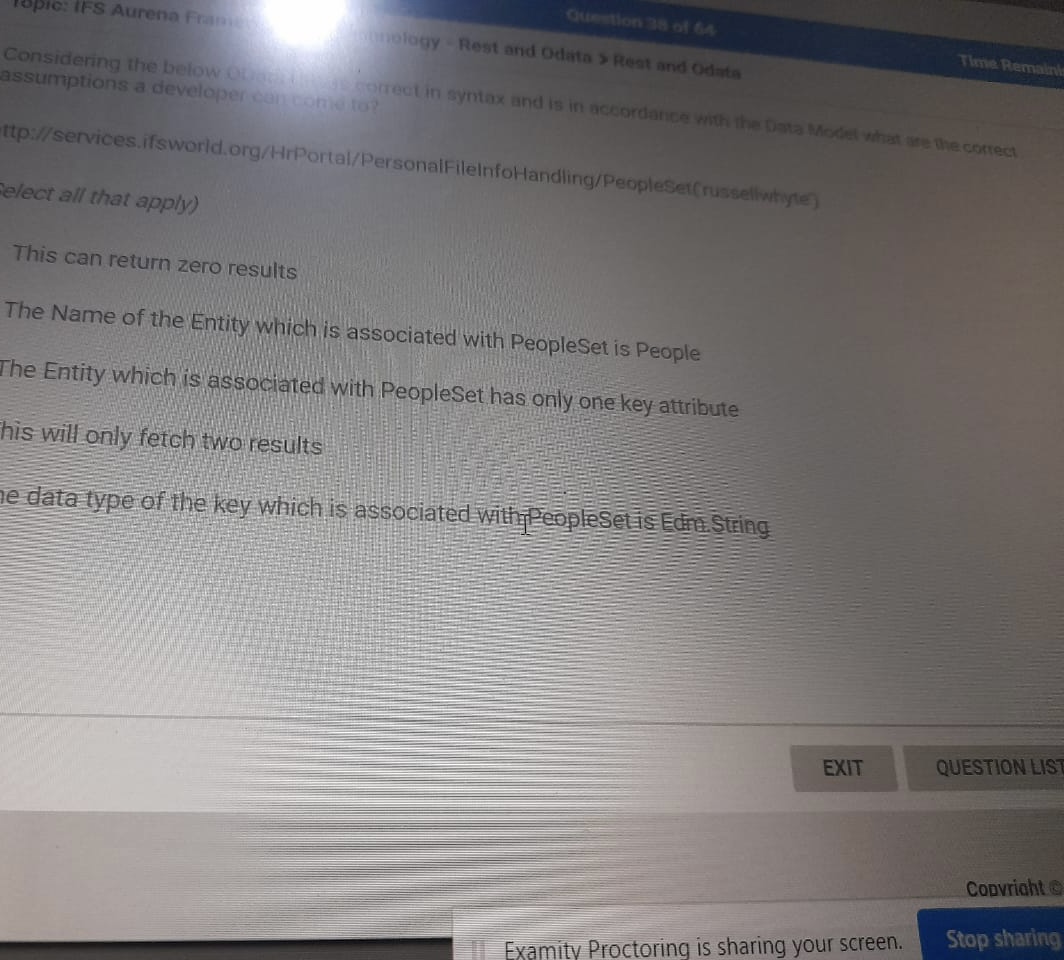 Topic: IFS Aurena
Question 38 of 64
- Rest and Odata > Rest and Odata
Time
Considering the below correct in syntax and is in accordance with the Data Model what are the correct
assumptions a developer can come to?
ttp://services.ifsworld.org/HrPortal/PersonalFileInfoHandling/PeopleSet('russellwhyte')
elect all that apply)
This can return zero results
The Name of the Entity which is associated with PeopleSet is People
The Entity which is associated with PeopleSet has only one key attribute
his will only fetch two results
he data type of the key which is associated with PeopleSet is Edm.String
EXIT
QUESTION LIST
Copyright ©
Examity Proctoring is sharing your screen.
Stop sharing